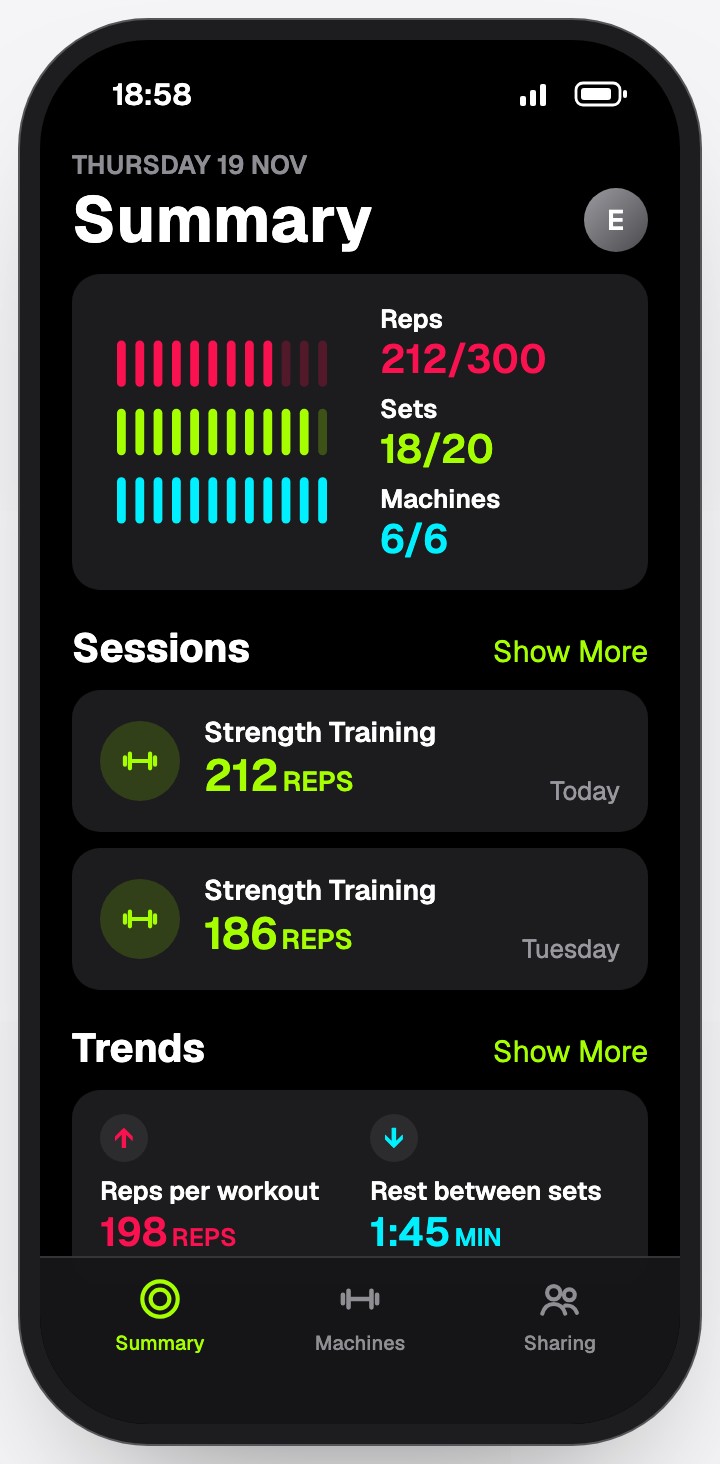 18:58
THURSDAY 19 NOV
Summary
E
Reps
212/300
Sets
18/20
Machines
6/6
Sessions
Show More
Strength Training
212 REPS
Today
Strength Training
186 REPS
Tuesday
Trends
Show More
Reps per workout
198 REPS
Rest between sets
1:45 MIN
Summary
Machines
Sharing